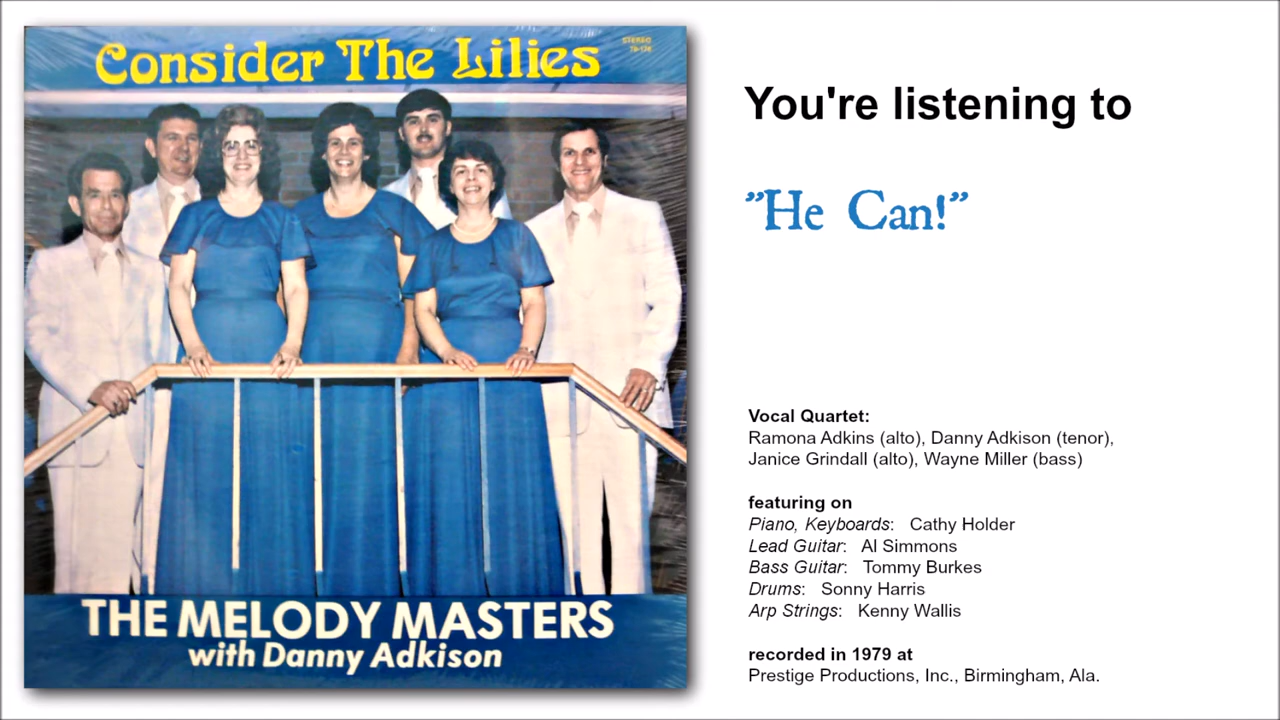 Consider The Lilies
STEREO
THE MELODY MASTERS
with Danny Adkison
You're listening to
"He Can!"
Vocal Quartet:
Ramona Adkins (alto), Danny Adkison (tenor),
Janice Grindall (alto), Wayne Miller (bass)
featuring on
Piano, Keyboards: Cathy Holder
Lead Guitar: Al Simmons
Bass Guitar: Tommy Burkes
Drums: Sonny Harris
Arp Strings: Kenny Wallis
recorded in 1979 at
Prestige Productions, Inc., Birmingham, Ala.